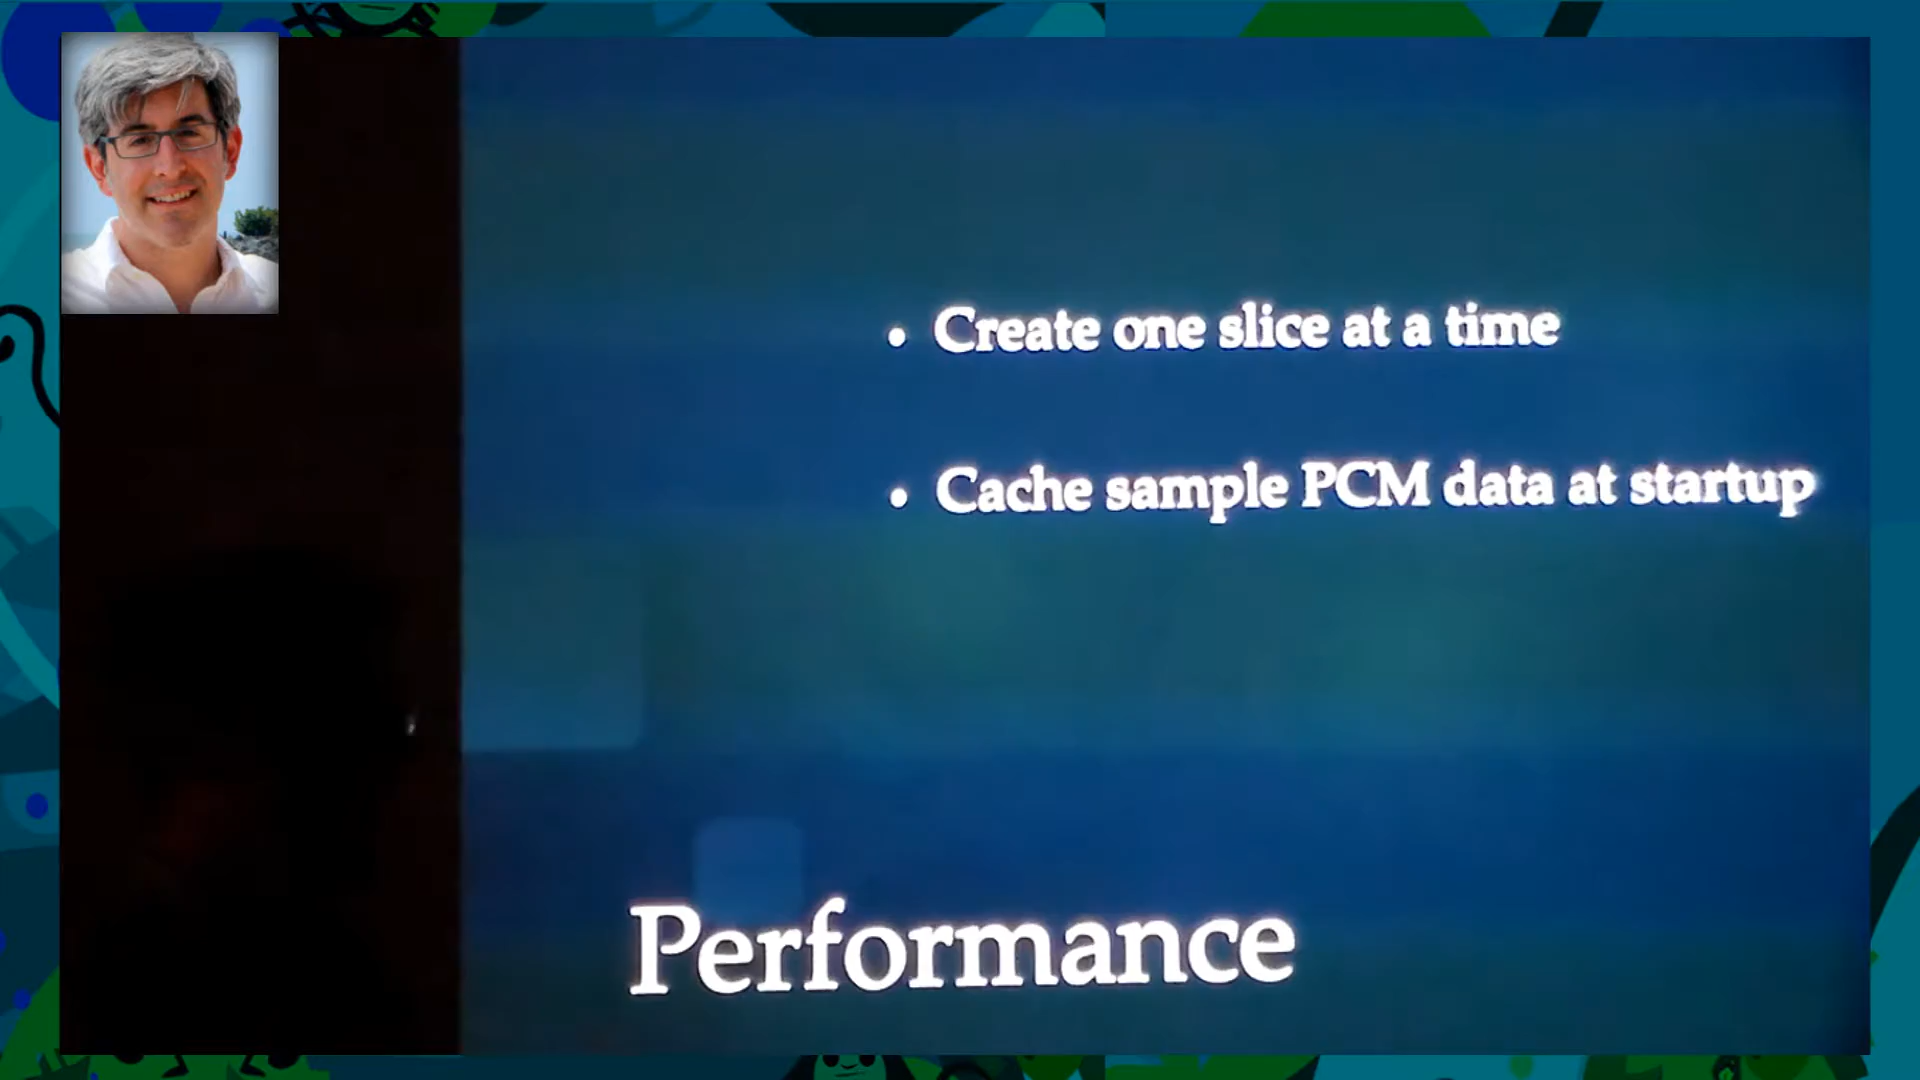 • Create one slice at a time
• Cache sample PCM data at startup
Performance